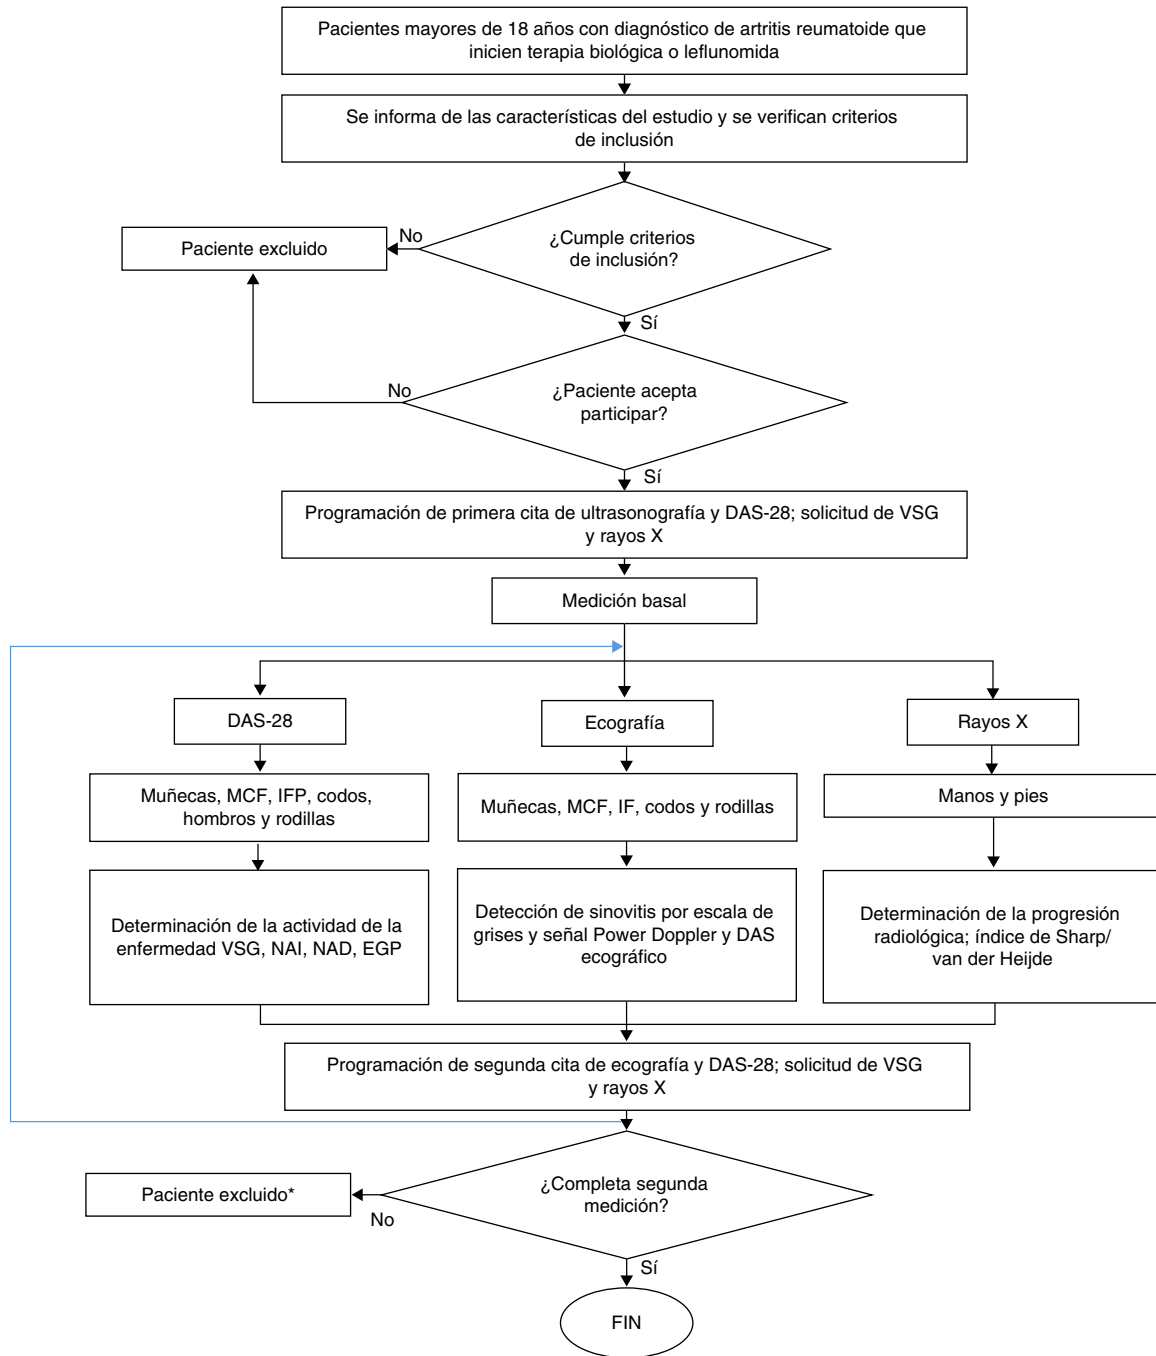 Pacientes mayores de 18 años con diagnóstico de artritis reumatoide que
inicien terapia biológica o leflunomida
Se informa de las características del estudio y se verifican criterios
de inclusión
¿Cumple criterios
de inclusión?
No
Paciente excluido
Sí
¿Paciente acepta
participar?
No
Sí
Programación de primera cita de ultrasonografía y DAS-28; solicitud de VSG
y rayos X
Medición basal
DAS-28
Ecografía
Rayos X
Muñecas, MCF, IFP, codos,
hombros y rodillas
Muñecas, MCF, IF, codos y rodillas
Manos y pies
Determinación de la actividad de la
enfermedad VSG, NAI, NAD, EGP
Detección de sinovitis por escala de
grises y señal Power Doppler y DAS
ecográfico
Determinación de la progresión
radiológica; índice de Sharp/
van der Heijde
Programación de segunda cita de ecografía y DAS-28; solicitud de VSG
y rayos X
¿Completa segunda
medición?
No
Paciente excluido*
Sí
FIN